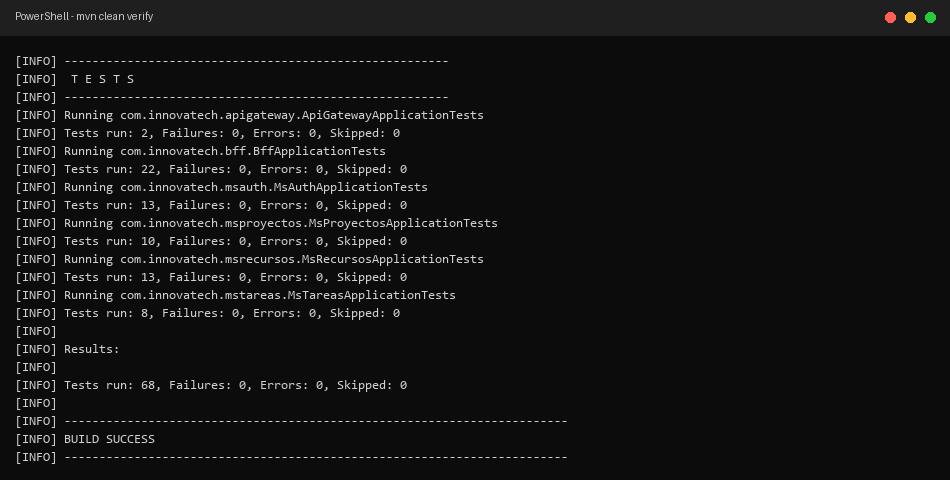 PowerShell - mvn clean verify
[INFO] -------------------------------------------------------
[INFO]  T E S T S
[INFO] -------------------------------------------------------
[INFO] Running com.innovatech.apigateway.ApiGatewayApplicationTests
[INFO] Tests run: 2, Failures: 0, Errors: 0, Skipped: 0
[INFO] Running com.innovatech.bff.BffApplicationTests
[INFO] Tests run: 22, Failures: 0, Errors: 0, Skipped: 0
[INFO] Running com.innovatech.msauth.MsAuthApplicationTests
[INFO] Tests run: 13, Failures: 0, Errors: 0, Skipped: 0
[INFO] Running com.innovatech.msproyectos.MsProyectosApplicationTests
[INFO] Tests run: 10, Failures: 0, Errors: 0, Skipped: 0
[INFO] Running com.innovatech.msrecursos.MsRecursosApplicationTests
[INFO] Tests run: 13, Failures: 0, Errors: 0, Skipped: 0
[INFO] Running com.innovatech.mstareas.MsTareasApplicationTests
[INFO] Tests run: 8, Failures: 0, Errors: 0, Skipped: 0
[INFO]
[INFO] Results:
[INFO]
[INFO] Tests run: 68, Failures: 0, Errors: 0, Skipped: 0
[INFO]
[INFO] ------------------------------------------------------------------------
[INFO] BUILD SUCCESS
[INFO] ------------------------------------------------------------------------